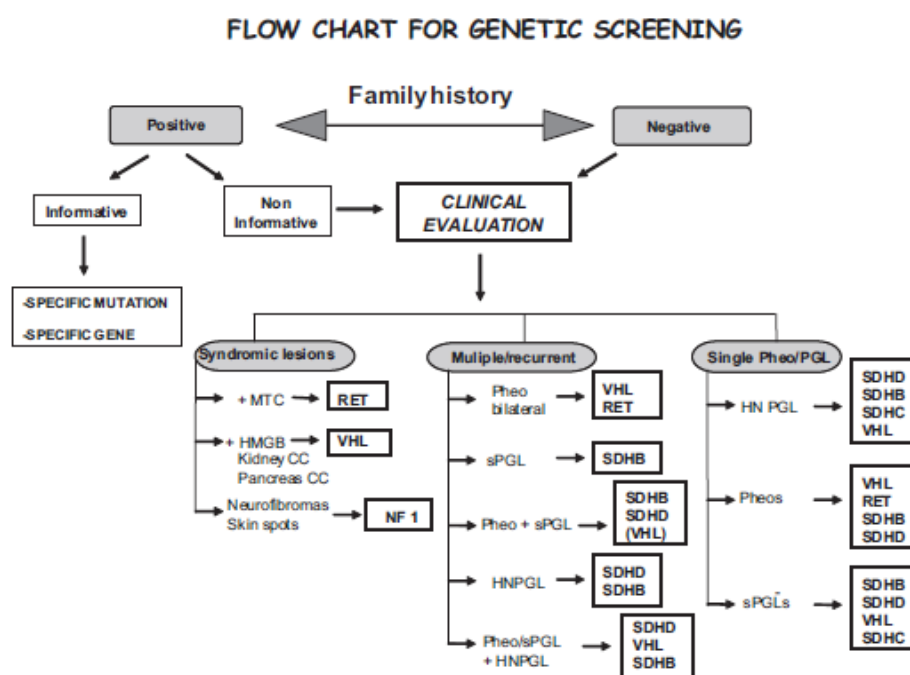 FLOW CHART FOR GENETIC SCREENING
Family history
Positive
Negative
Informative
Non
Informative
CLINICAL
EVALUATION
-SPECIFIC MUTATION
-SPECIFIC GENE
Syndromic lesions
+ MTC
RET
+ HMGB
Kidney CC
Pancreas CC
VHL
Neurofibromas
Skin spots
NF 1
Muliple/recurrent
Pheo
bilateral
VHL
RET
sPGL
SDHB
Pheo + sPGL
SDHB
SDHD
(VHL)
HNPGL
SDHD
SDHB
Pheo/sPGL
+ HNPGL
SDHD
VHL
SDHB
Single Pheo/PGL
HN PGL
SDHD
SDHB
SDHC
VHL
Pheos
VHL
RET
SDHB
SDHD
sPGLs
SDHB
SDHD
VHL
SDHC